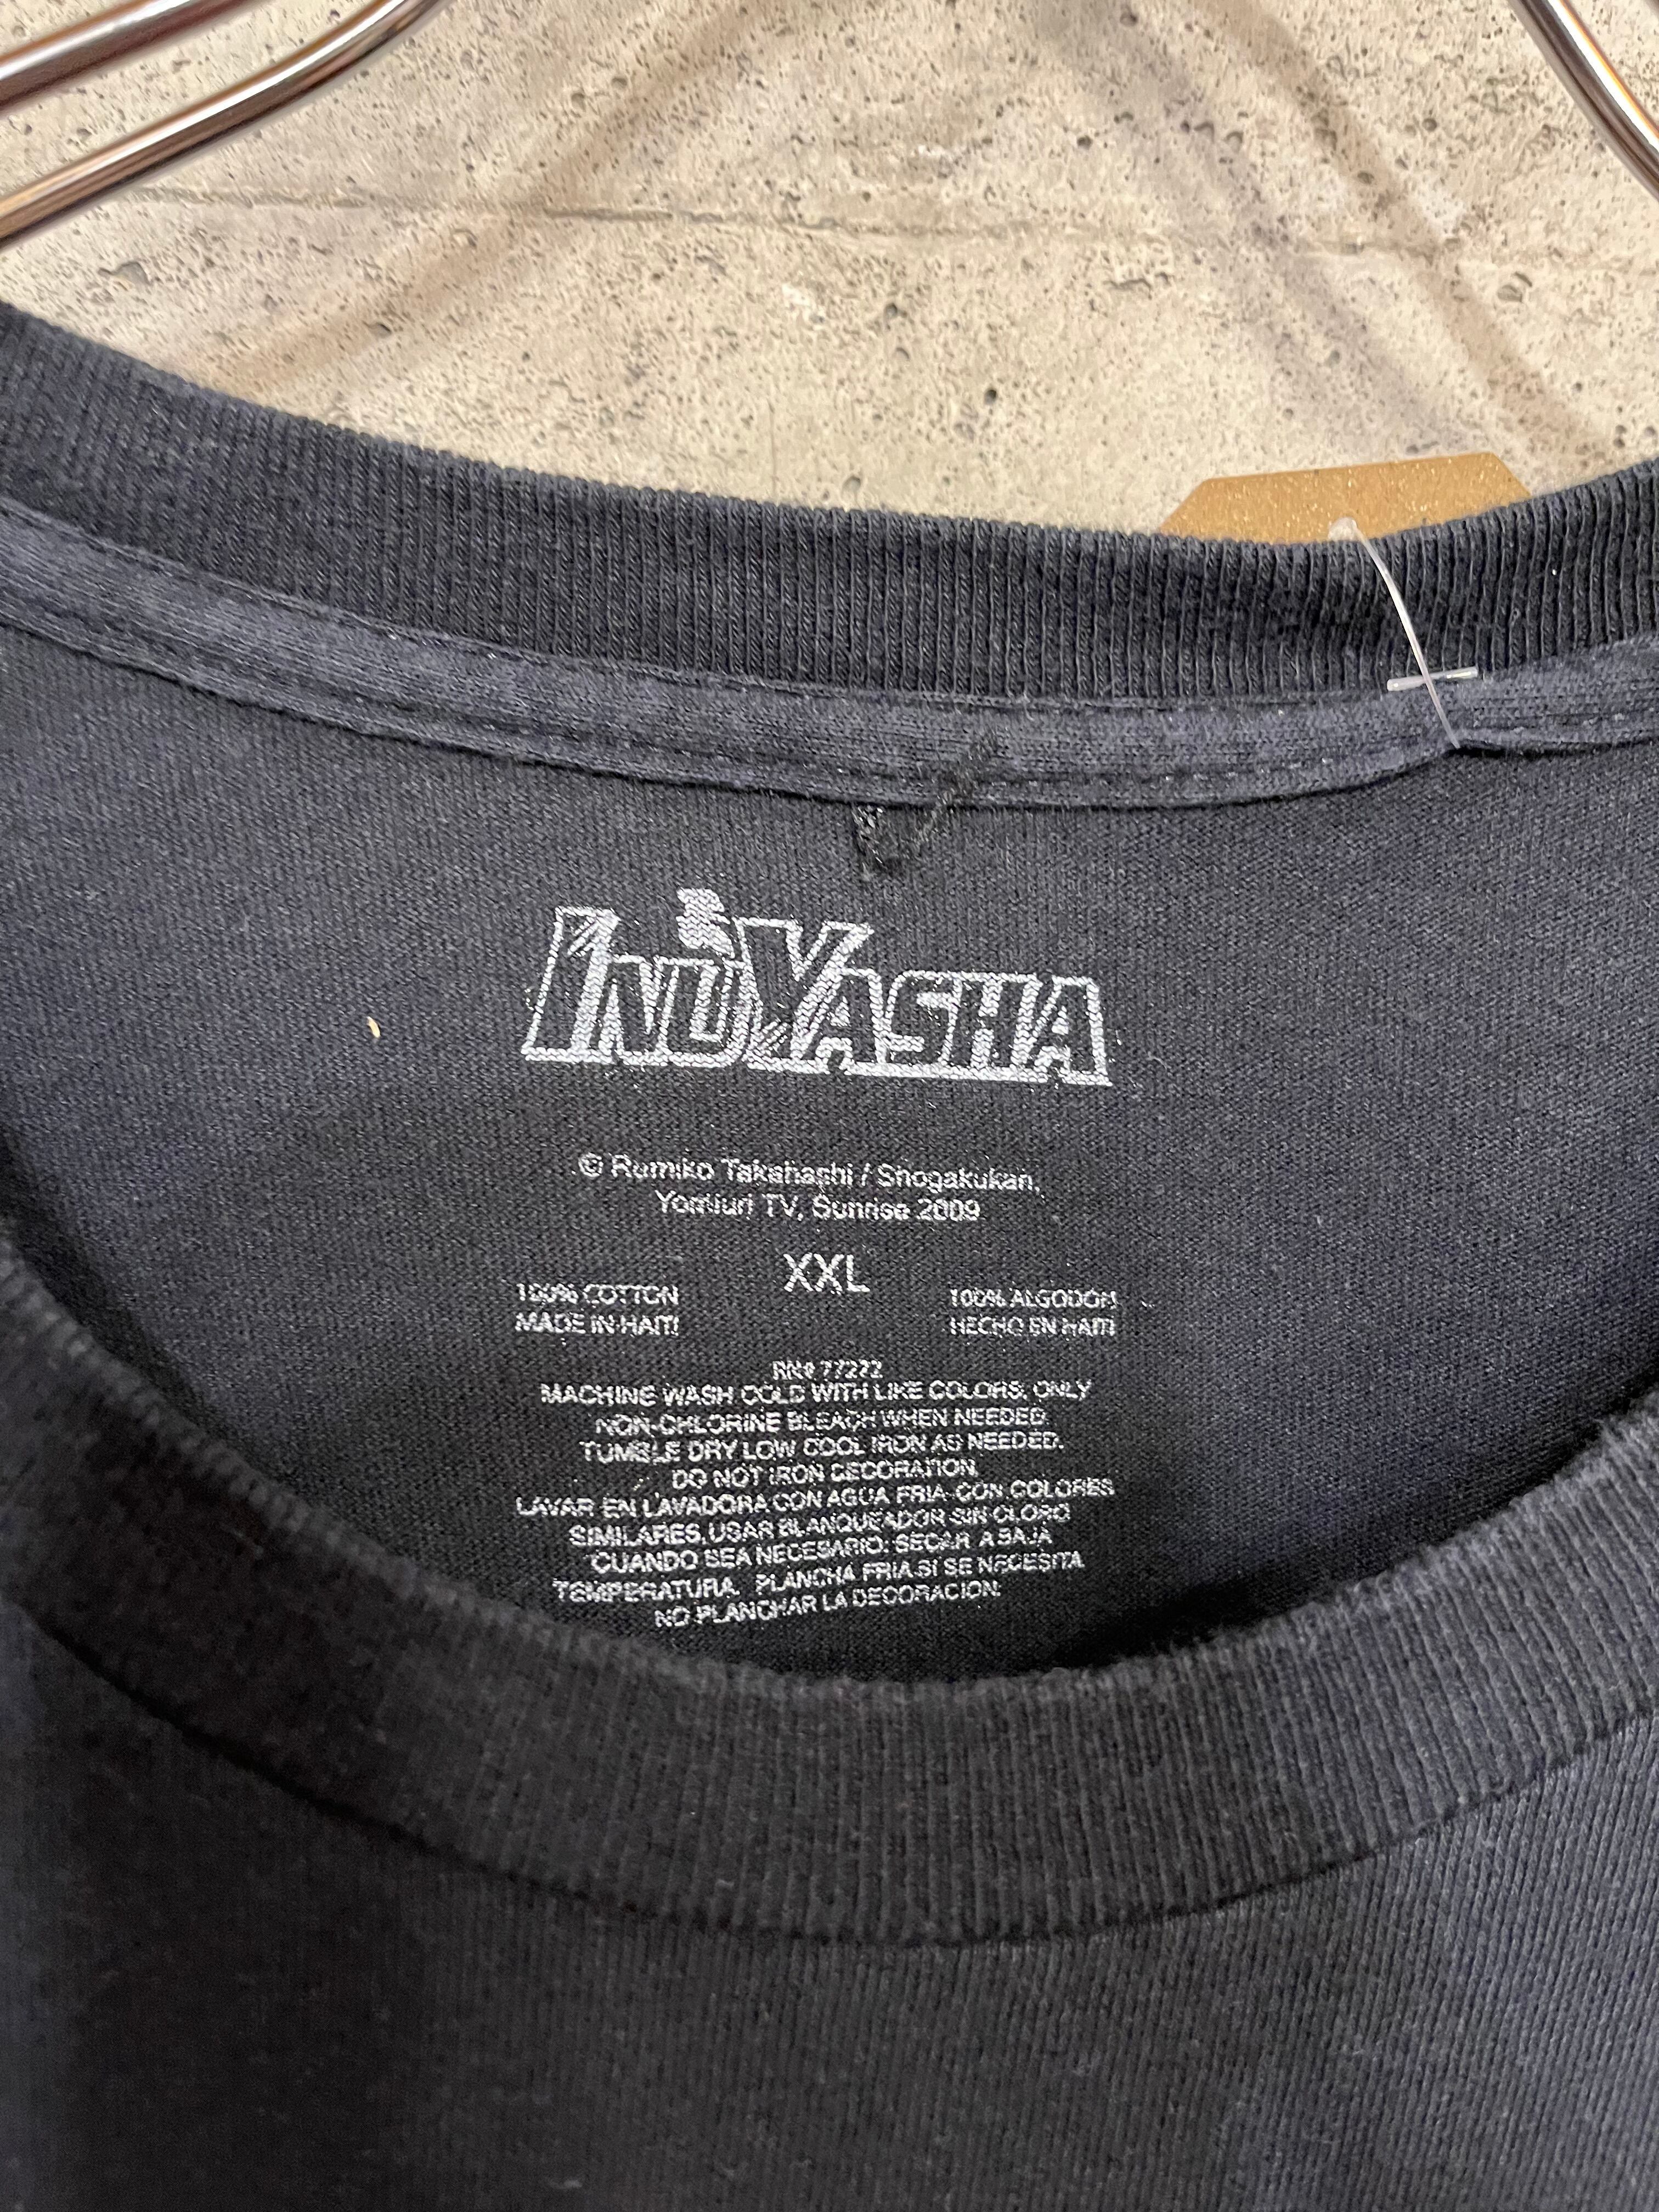 INUYASHA
© Rumiko Takahashi / Shogakukan,
Yomiuri TV, Sunrise 2009
XXL
100% COTTON
MADE IN HAITI
100% ALGODON
HECHO EN HAITI
RN# 77272
MACHINE WASH COLD WITH LIKE COLORS, ONLY
NON-CHLORINE BLEACH WHEN NEEDED.
TUMBLE DRY LOW COOL IRON AS NEEDED.
DO NOT IRON DECORATION.
LAVAR EN LAVADORA CON AGUA FRIA CON COLORES
SIMILARES. USAR BLANQUEADOR SIN CLORO
CUANDO SEA NECESARIO. SECAR A BAJA
TEMPERATURA. PLANCHA FRIA SI SE NECESITA
NO PLANCHAR LA DECORACION.